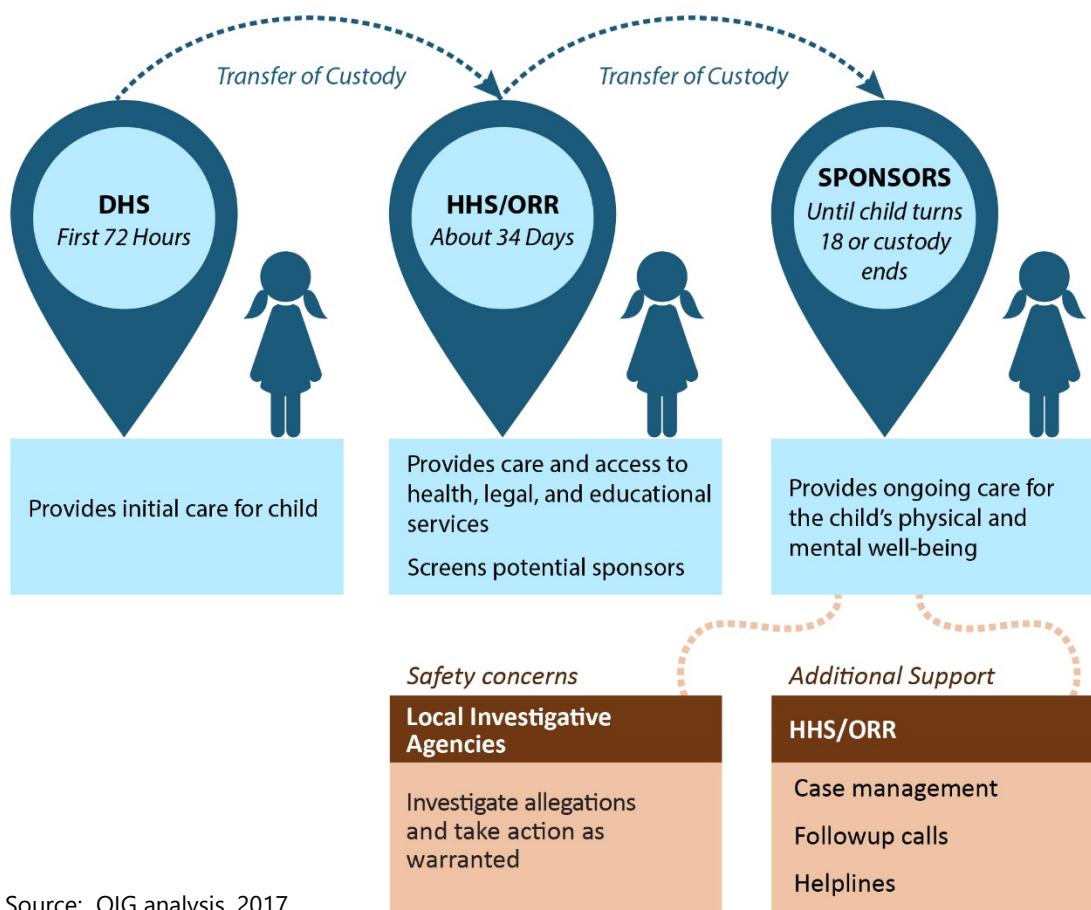 Transfer of Custody
Transfer of Custody
DHS
First 72 Hours
HHS/ORR
About 34 Days
SPONSORS
Until child turns
18 or custody
ends
Provides initial care for child
Provides care and access to
health, legal, and educational
services
Screens potential sponsors
Provides ongoing care for
the child’s physical and
mental well-being
Safety concerns
Local Investigative
Agencies
Investigate allegations
and take action as
warranted
Additional Support
HHS/ORR
Case management
Followup calls
Helplines
Source: OIG analysis, 2017